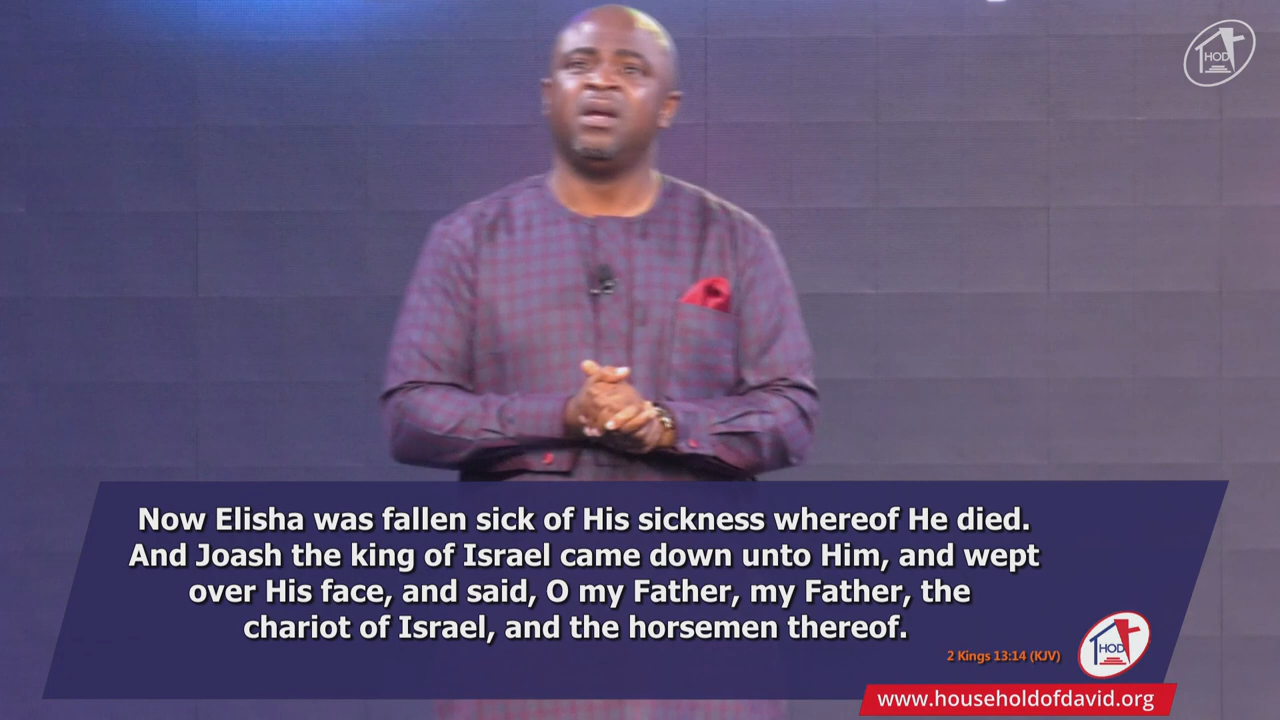 HOD
Now Elisha was fallen sick of His sickness whereof He died.
And Joash the king of Israel came down unto Him, and wept
over His face, and said, O my Father, my Father, the
chariot of Israel, and the horsemen thereof.
2 Kings 13:14 (KJV)
HOD
www.householdofdavid.org